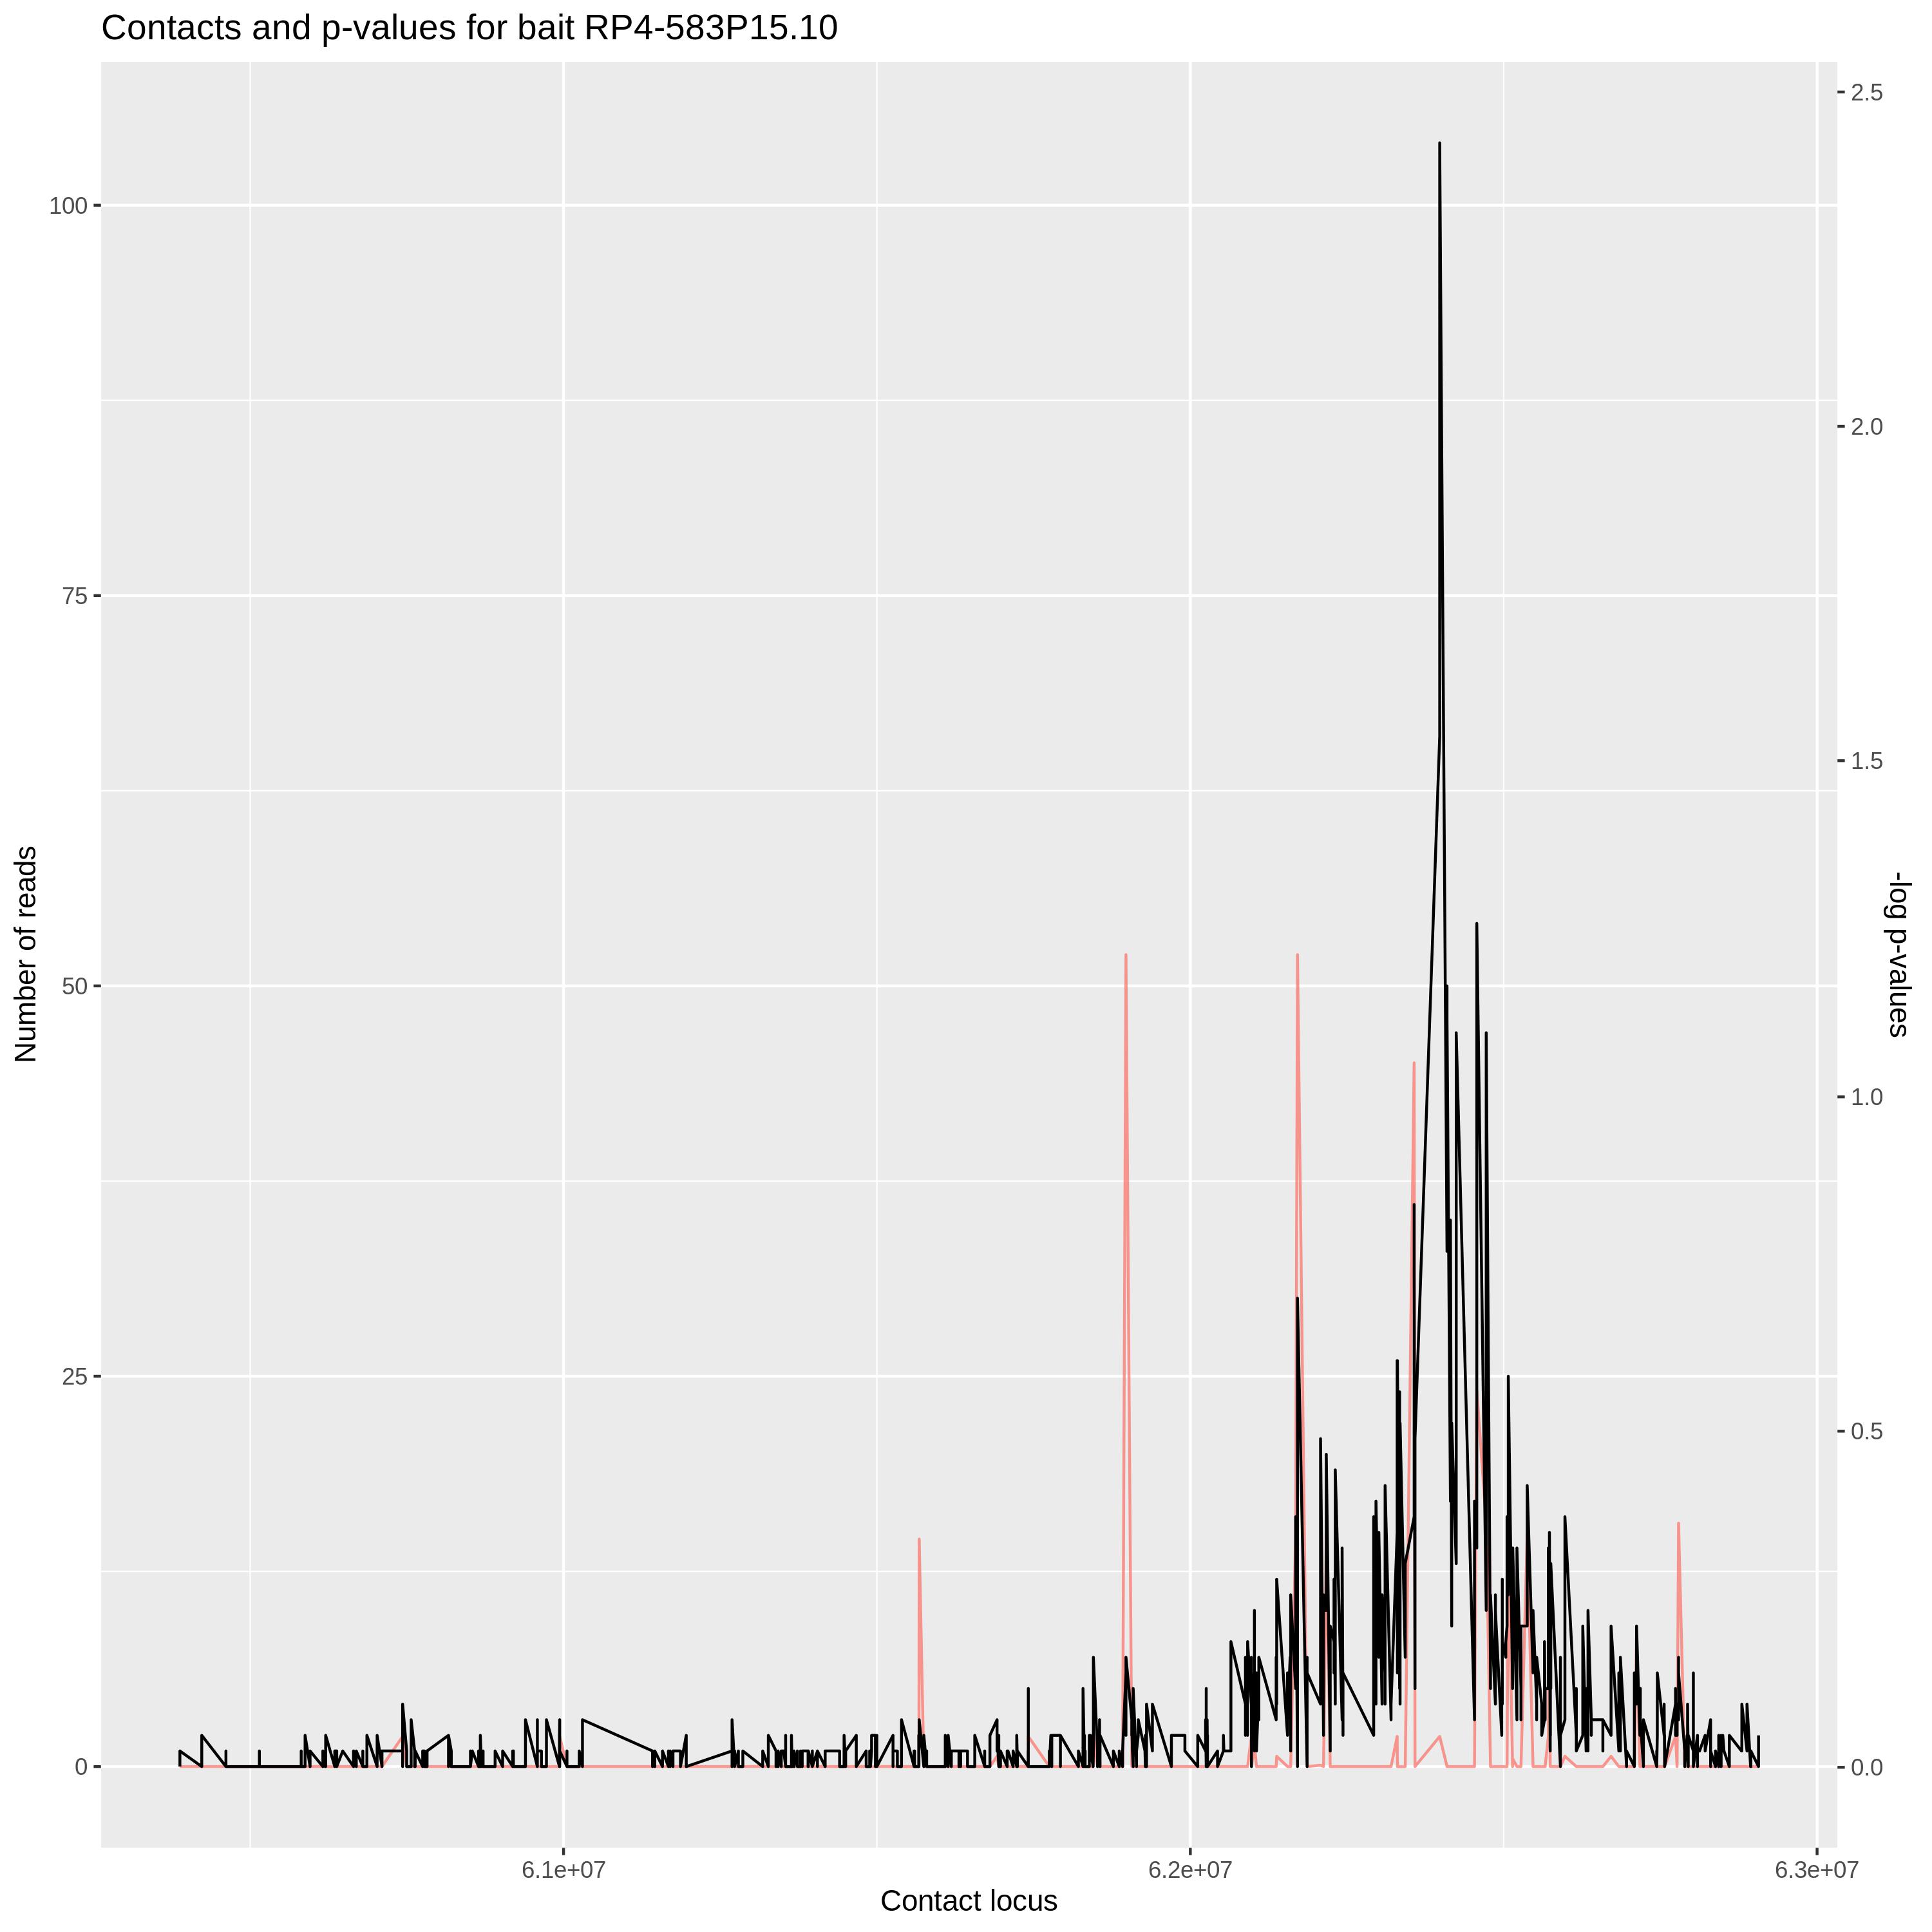 Contacts and p-values for bait RP4-583P15.10
100
75
50
25
0
Number of reads
2.5
2.0
1.5
1.0
0.5
0.0
-log p-values
6.1e+07
6.2e+07
6.3e+07
Contact locus